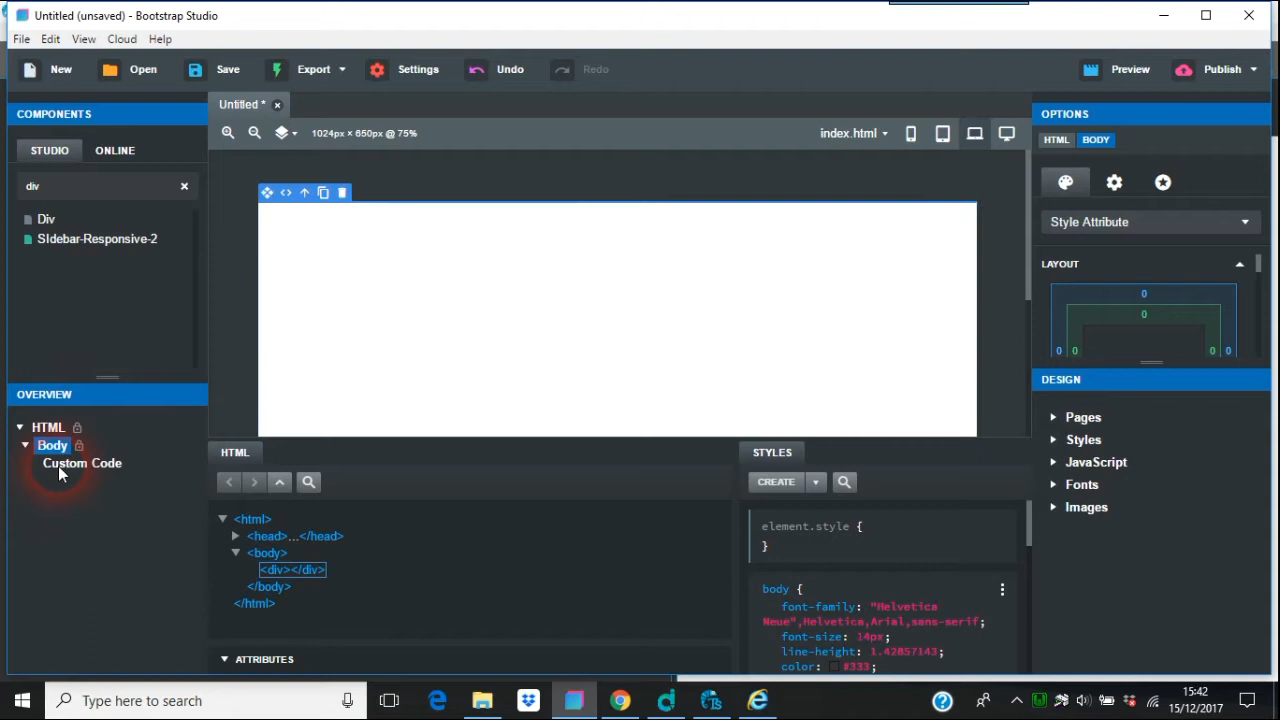 Untitled (unsaved) - Bootstrap Studio
File Edit View Cloud Help
New Open Save Export Settings Undo Redo Preview Publish
COMPONENTS
STUDIO ONLINE
div
Div
SIdebar-Responsive-2
OVERVIEW
HTML
Body
Custom Code
Untitled *
1024px × 650px @ 75%
index.html
HTML
<html>
<head>...</head>
<body>
<div></div>
</body>
</html>
ATTRIBUTES
STYLES
CREATE
element.style {
}
body {
font-family: "Helvetica
Neue",Helvetica,Arial,sans-serif;
font-size: 14px;
line-height: 1.42857143;
color: #333;
OPTIONS
HTML BODY
Style Attribute
LAYOUT
0
0
0 0 0 0
DESIGN
Pages
Styles
JavaScript
Fonts
Images
Type here to search
15:42
15/12/2017